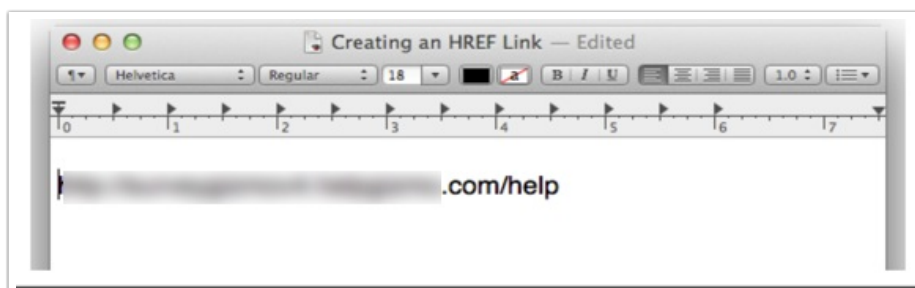 Creating an HREF Link — Edited
¶ Helvetica Regular 18 a B I U 1.0
0 1 2 3 4 5 6 7
.com/help